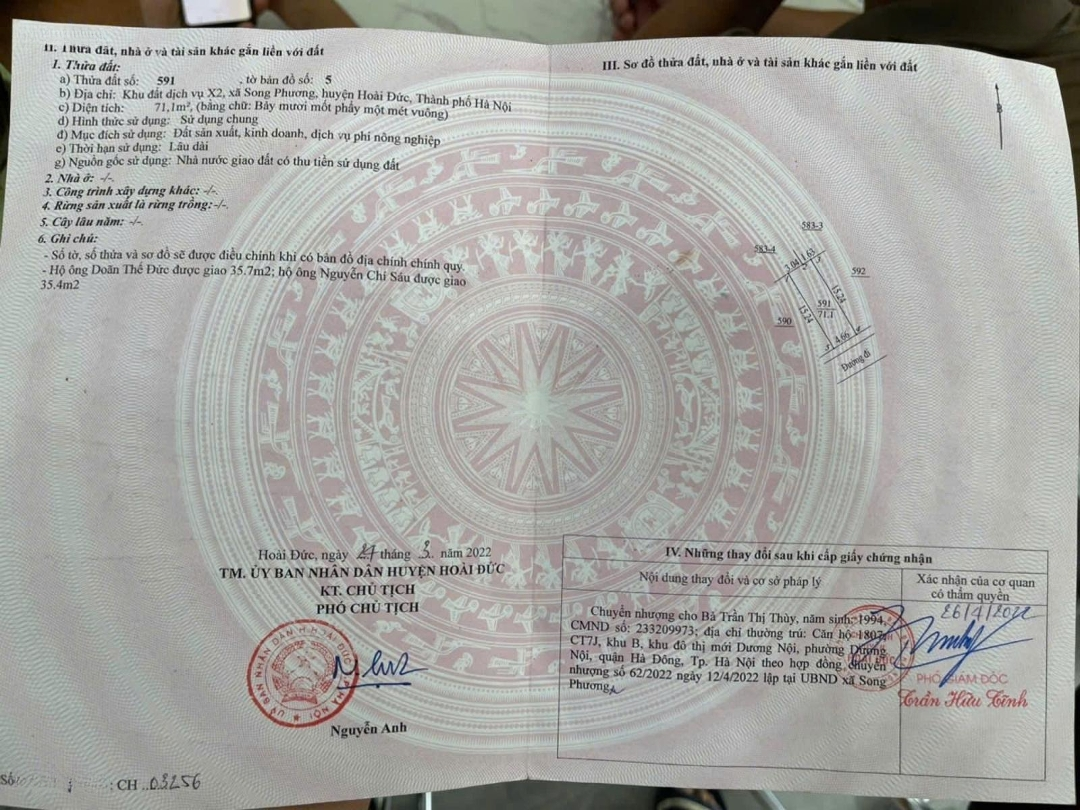 II. Thửa đất, nhà ở và tài sản khác gắn liền với đất
1. Thửa đất:
a) Thửa đất số: 591 , tờ bản đồ số: 5
b) Địa chỉ: Khu đất dịch vụ X2, xã Song Phương, huyện Hoài Đức, Thành phố Hà Nội
c) Diện tích: 71,1m², (bằng chữ: Bảy mươi mốt phẩy một mét vuông)
d) Hình thức sử dụng: Sử dụng chung
đ) Mục đích sử dụng: Đất sản xuất, kinh doanh, dịch vụ phi nông nghiệp
e) Thời hạn sử dụng: Lâu dài
g) Nguồn gốc sử dụng: Nhà nước giao đất có thu tiền sử dụng đất
2. Nhà ở: -/-
3. Công trình xây dựng khác: -/-.
4. Rừng sản xuất là rừng trồng:-/-.
5. Cây lâu năm: -/-
6. Ghi chú:
- Số tờ, số thửa và sơ đồ sẽ được điều chỉnh khi có bản đồ địa chính chính quy.
- Hộ ông Doãn Thế Đức được giao 35.7m2; hộ ông Nguyễn Chí Sáu được giao
35.4m2
Hoài Đức, ngày 27 tháng 3 năm 2022
TM. ỦY BAN NHÂN DÂN HUYỆN HOÀI ĐỨC
KT. CHỦ TỊCH
PHÓ CHỦ TỊCH
Nguyễn Anh
: CH ..03256
III. Sơ đồ thửa đất, nhà ở và tài sản khác gắn liền với đất
B
583-3
583-4
3.04
1.63
592
15.24
15.24
591
71.1
590
4.66
Đường đi
IV. Những thay đổi sau khi cấp giấy chứng nhận
Nội dung thay đổi và cơ sở pháp lý
Xác nhận của cơ quan
có thẩm quyền
Chuyển nhượng cho Bà Trần Thị Thùy, năm sinh: 1994,
CMND số: 233209973; địa chỉ thường trú: Căn hộ 1807,
CT7J, khu B, khu đô thị mới Dương Nội, phường Dương
Nội, quận Hà Đông, Tp. Hà Nội theo hợp đồng chuyển
nhượng số 62/2022 ngày 12/4/2022 lập tại UBND xã Song
Phương.
26/4/2022
PHÓ GIÁM ĐỐC
Trần Hữu Tĩnh